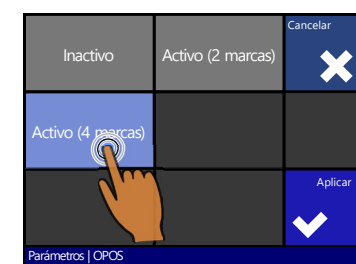 Cancelar
Inactivo
Activo (2 marcas)
Activo (4 marcas)
Aplicar
Parámetros | OPOS